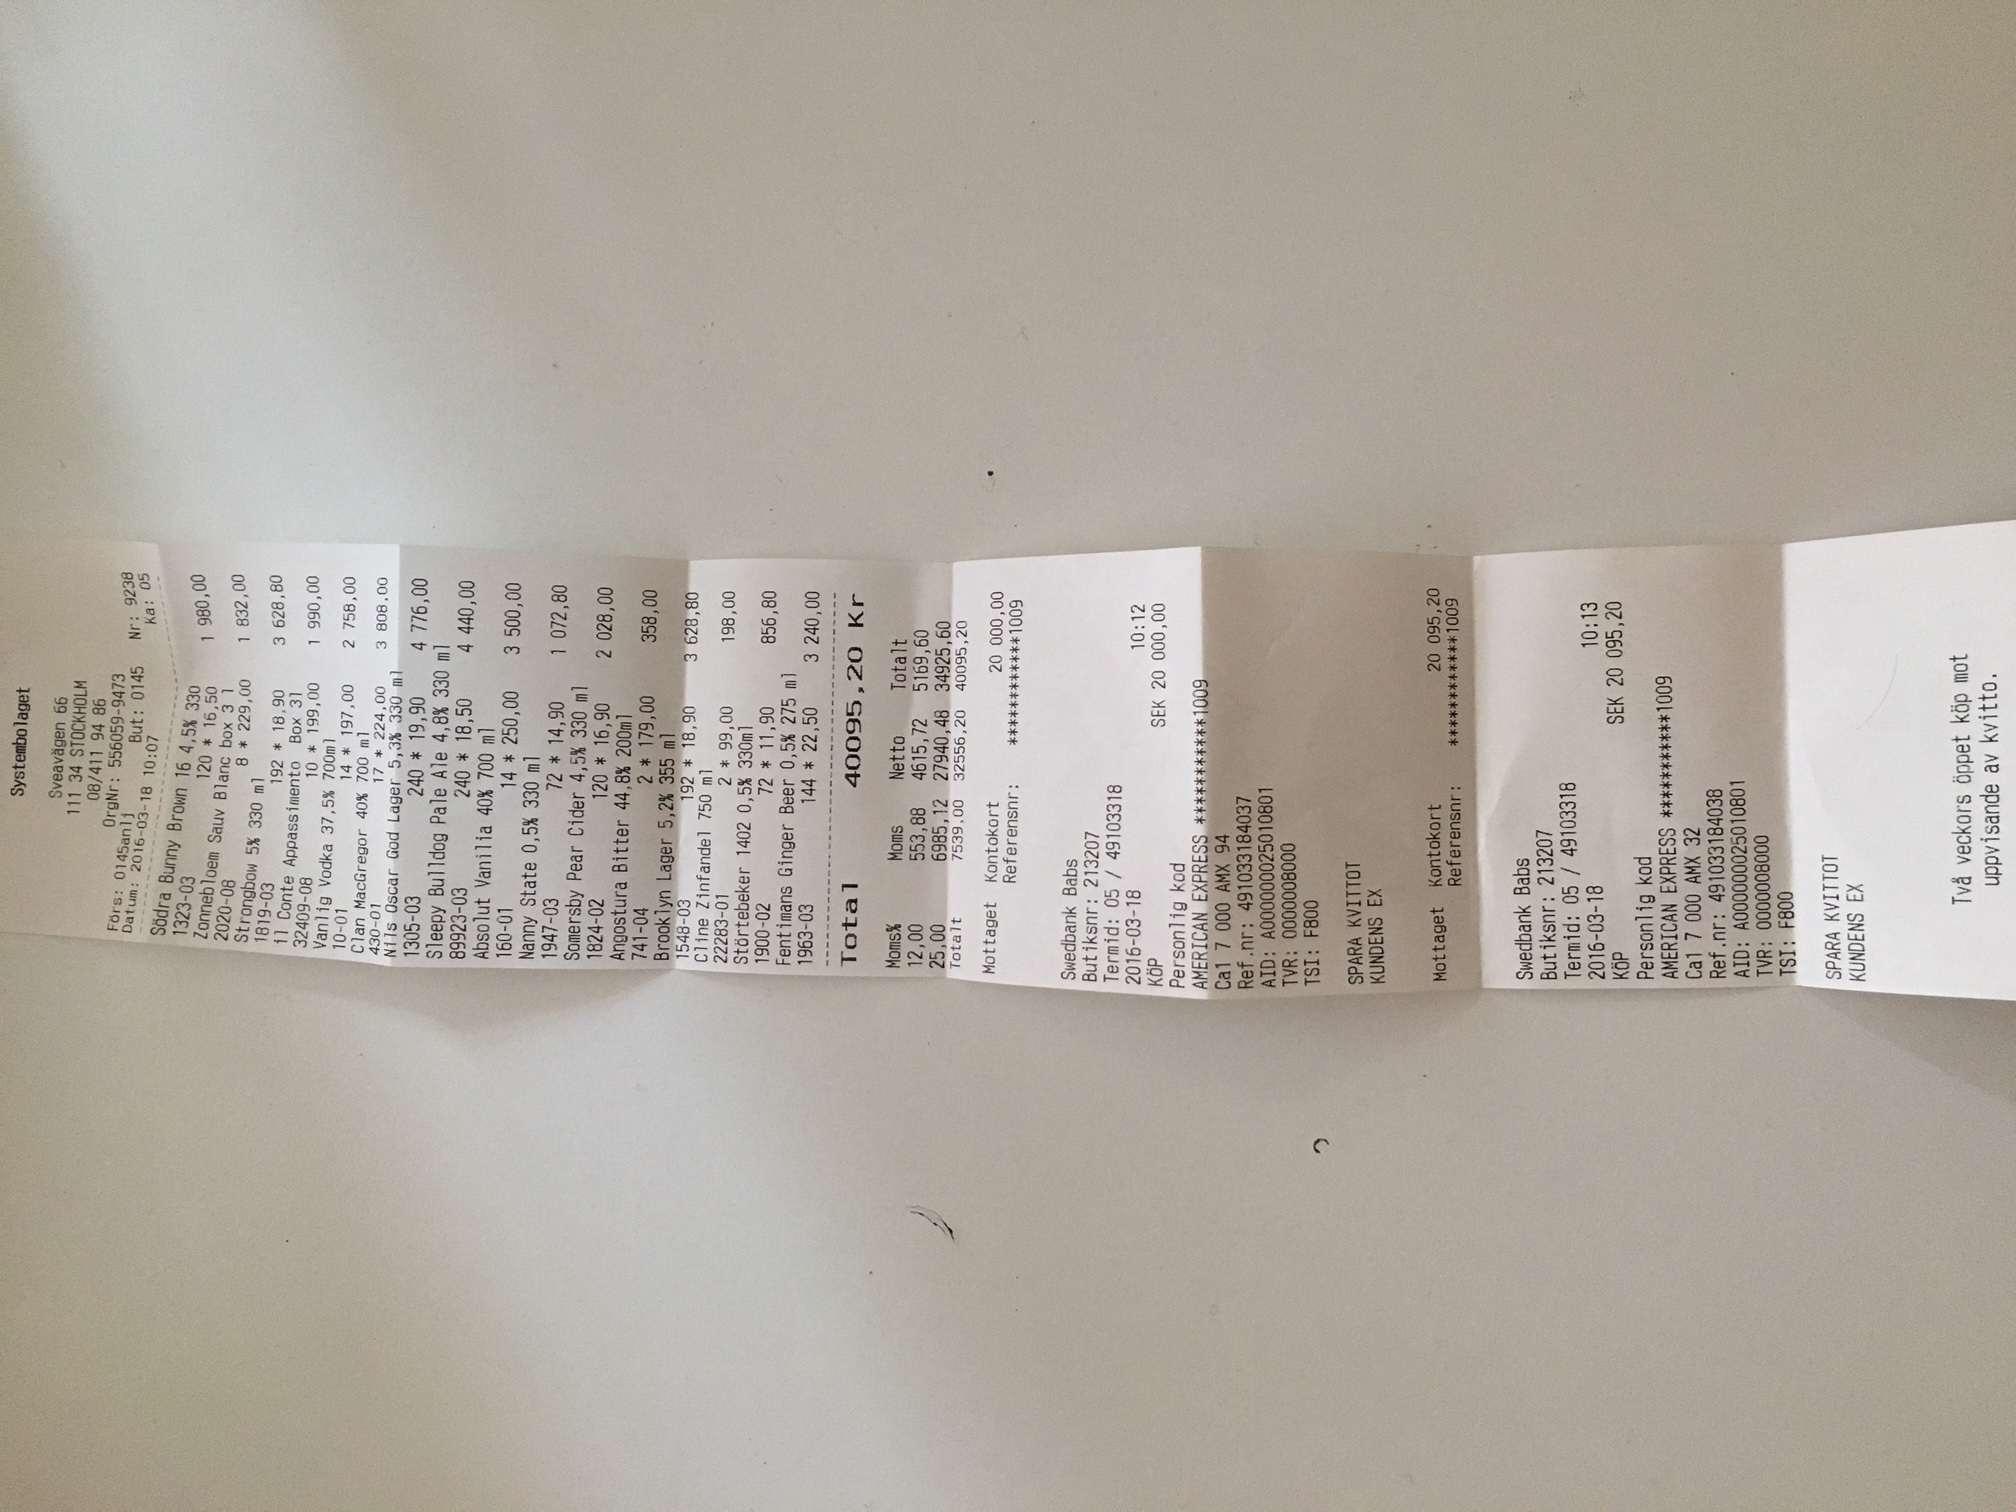 Systembolaget
Sveavägen 66
111 34 STOCKHOLM
08/411 94 86
OrgNr: 556059-9473
Förs: 0145anlj But: 0145 Nr: 9238
Datum: 2016-03-18 10:07 Ka: 05
Södra Bunny Brown 16 4,5% 330
1323-03 120 * 16,50 1 980,00
Zonnebloem Sauv Blanc box 3 l
2020-08 8 * 229,00 1 832,00
Strongbow 5% 330 ml
1819-03 192 * 18,90 3 628,80
il Conte Appassimento Box 3l
32409-08 10 * 199,00 1 990,00
Vanlig Vodka 37,5% 700ml
10-01 14 * 197,00 2 758,00
Clan MacGregor 40% 700 ml
430-01 17 * 224,00 3 808,00
Nils Oscar God Lager 5,3% 330 ml
1305-03 240 * 19,90 4 776,00
Sleepy Bulldog Pale Ale 4,8% 330 ml
89923-03 240 * 18,50 4 440,00
Absolut Vanilia 40% 700 ml
160-01 14 * 250,00 3 500,00
Nanny State 0,5% 330 ml
1947-03 72 * 14,90 1 072,80
Somersby Pear Cider 4,5% 330 ml
1824-02 120 * 16,90 2 028,00
Angostura Bitter 44,8% 200ml
741-04 2 * 179,00 358,00
Brooklyn Lager 5,2% 355 ml
1548-03 192 * 18,90 3 628,80
Cline Zinfandel 750 ml
22283-01 2 * 99,00 198,00
Störtebeker 1402 0,5% 330ml
1900-02 72 * 11,90 856,80
Fentimans Ginger Beer 0,5% 275 ml
1963-03 144 * 22,50 3 240,00
Total 40095,20 Kr
Moms% Moms Netto Totalt
12,00 553,88 4615,72 5169,60
25,00 6985,12 27940,48 34925,60
Totalt 7539,00 32556,20 40095,20
Mottaget Kontokort 20 000,00
Referensnr: ************1009
Swedbank Babs
Butiksnr: 213207
Termid: 05 / 49103318
2016-03-18 10:12
KÖP SEK 20 000,00
Personlig kod
AMERICAN EXPRESS ***********1009
Ca1 7 000 AMX 94
Ref.nr: 491033184037
AID: A000000025010801
TVR: 0000008000
TSI: F800
SPARA KVITTOT
KUNDENS EX
Mottaget Kontokort 20 095,20
Referensnr: ************1009
Swedbank Babs
Butiksnr: 213207
Termid: 05 / 49103318
2016-03-18 10:13
KÖP SEK 20 095,20
Personlig kod
AMERICAN EXPRESS ***********1009
Ca1 7 000 AMX 32
Ref.nr: 491033184038
AID: A000000025010801
TVR: 0000008000
TSI: F800
SPARA KVITTOT
KUNDENS EX
Två veckors öppet köp mot
uppvisande av kvitto.